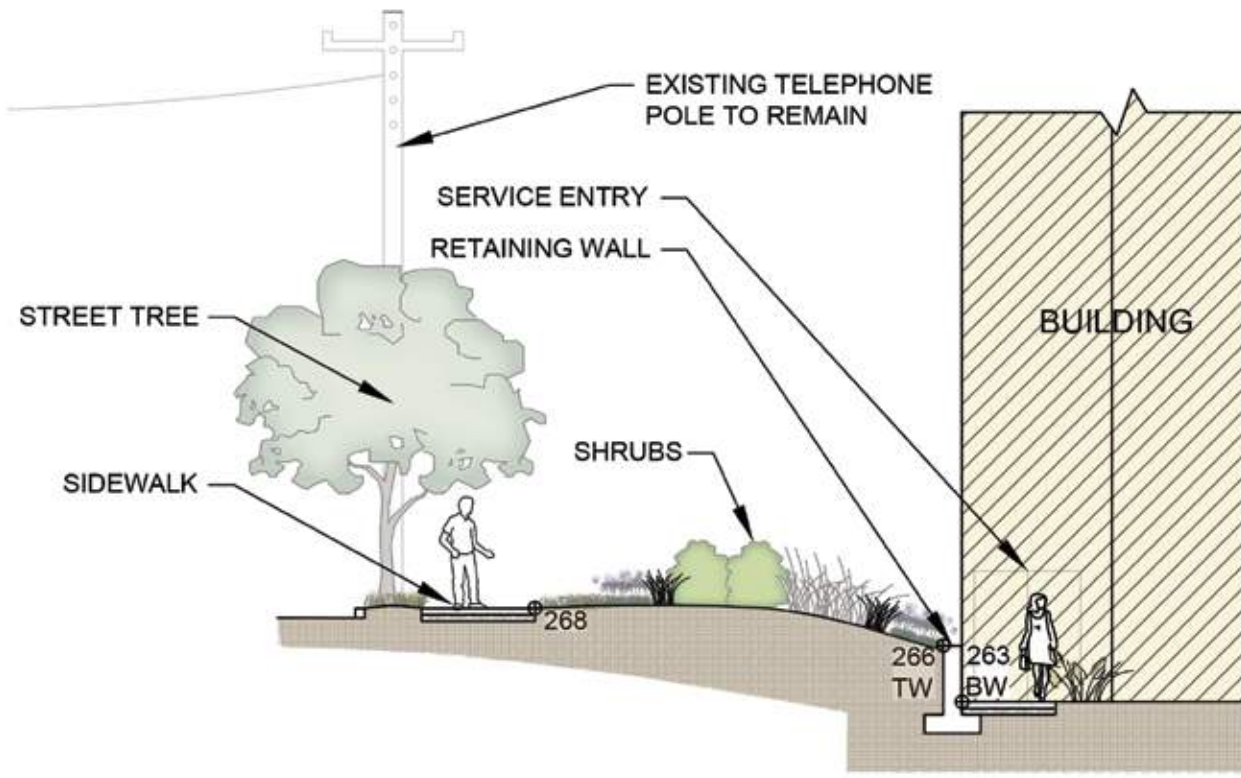 EXISTING TELEPHONE
POLE TO REMAIN
SERVICE ENTRY
RETAINING WALL
STREET TREE
BUILDING
SHRUBS
SIDEWALK
268
266
TW
263
BW